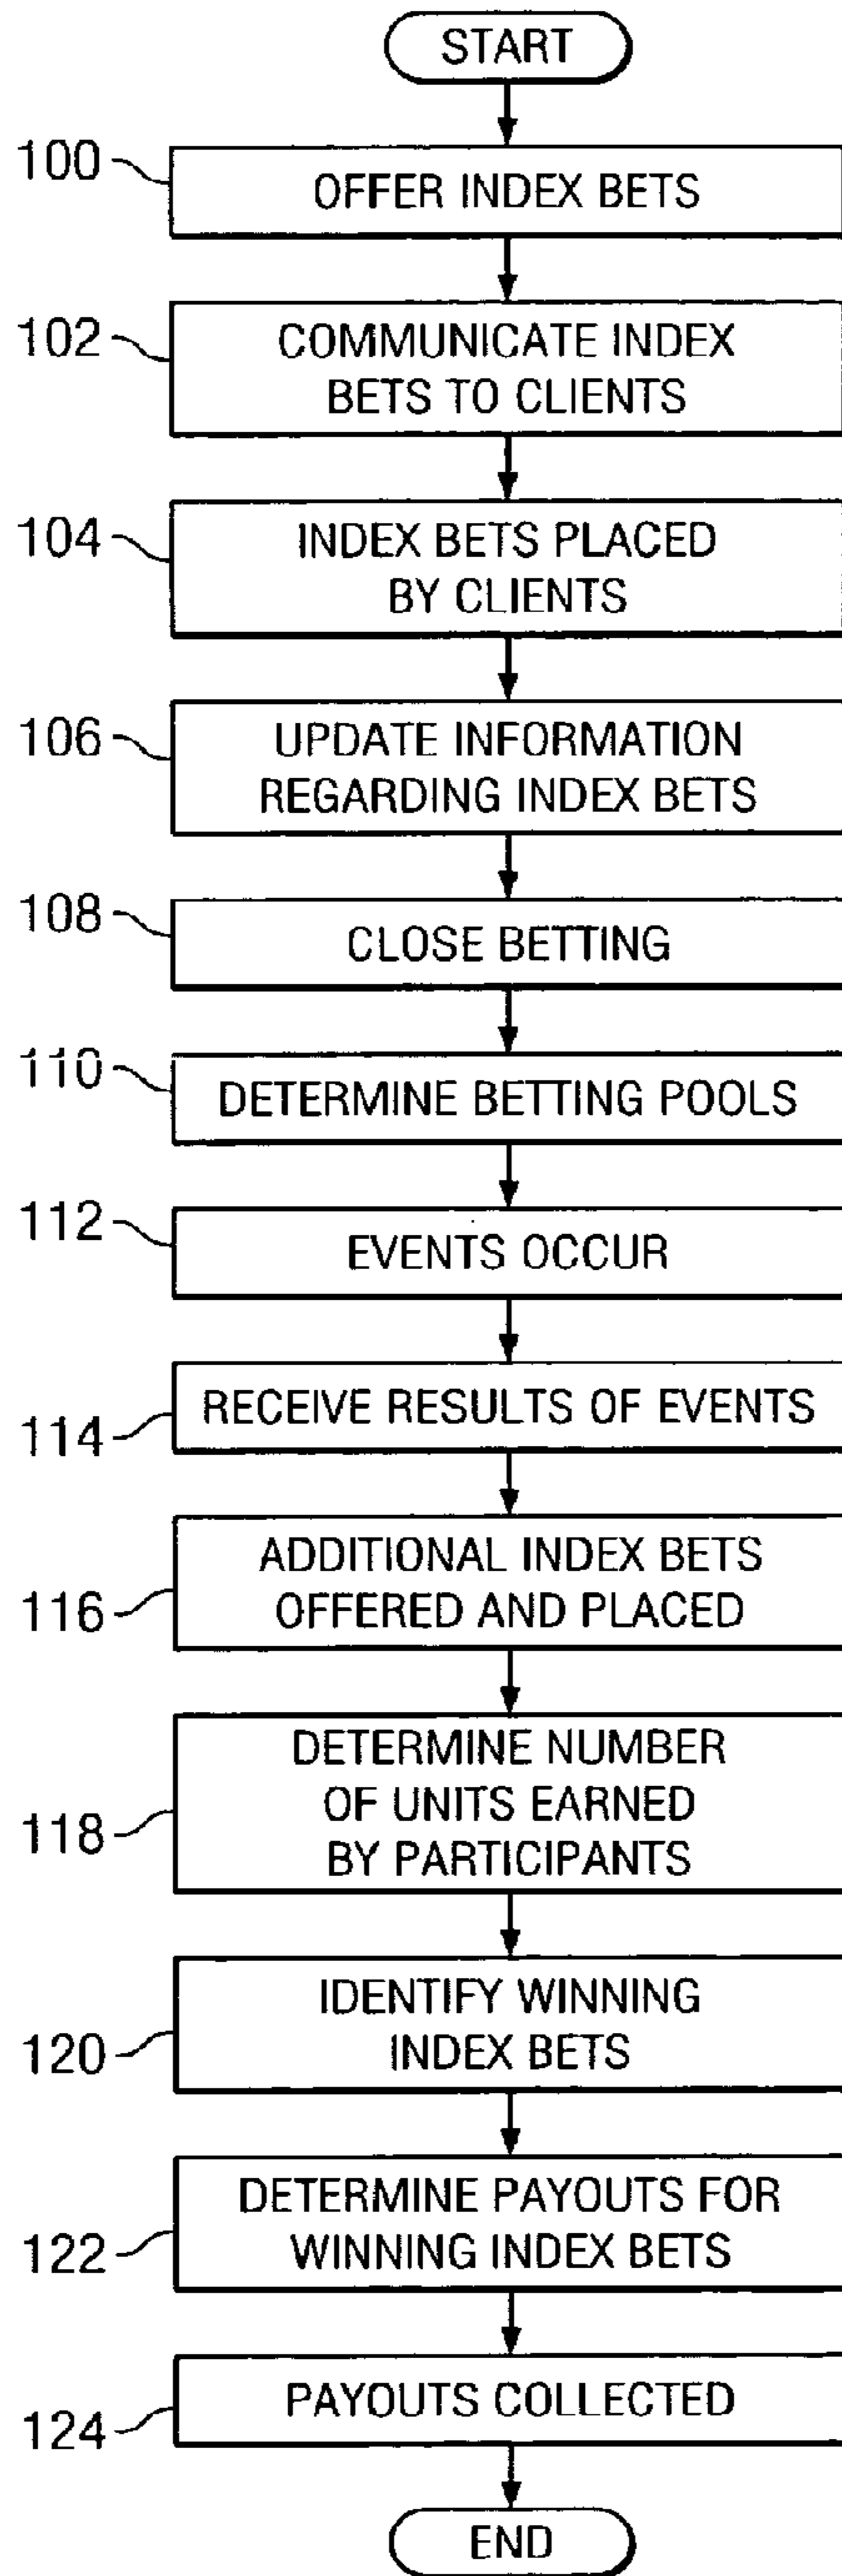 START
100
OFFER INDEX BETS
102
COMMUNICATE INDEX
BETS TO CLIENTS
104
INDEX BETS PLACED
BY CLIENTS
106
UPDATE INFORMATION
REGARDING INDEX BETS
108
CLOSE BETTING
110
DETERMINE BETTING POOLS
112
EVENTS OCCUR
114
RECEIVE RESULTS OF EVENTS
116
ADDITIONAL INDEX BETS
OFFERED AND PLACED
118
DETERMINE NUMBER
OF UNITS EARNED
BY PARTICIPANTS
120
IDENTIFY WINNING
INDEX BETS
122
DETERMINE PAYOUTS FOR
WINNING INDEX BETS
124
PAYOUTS COLLECTED
END